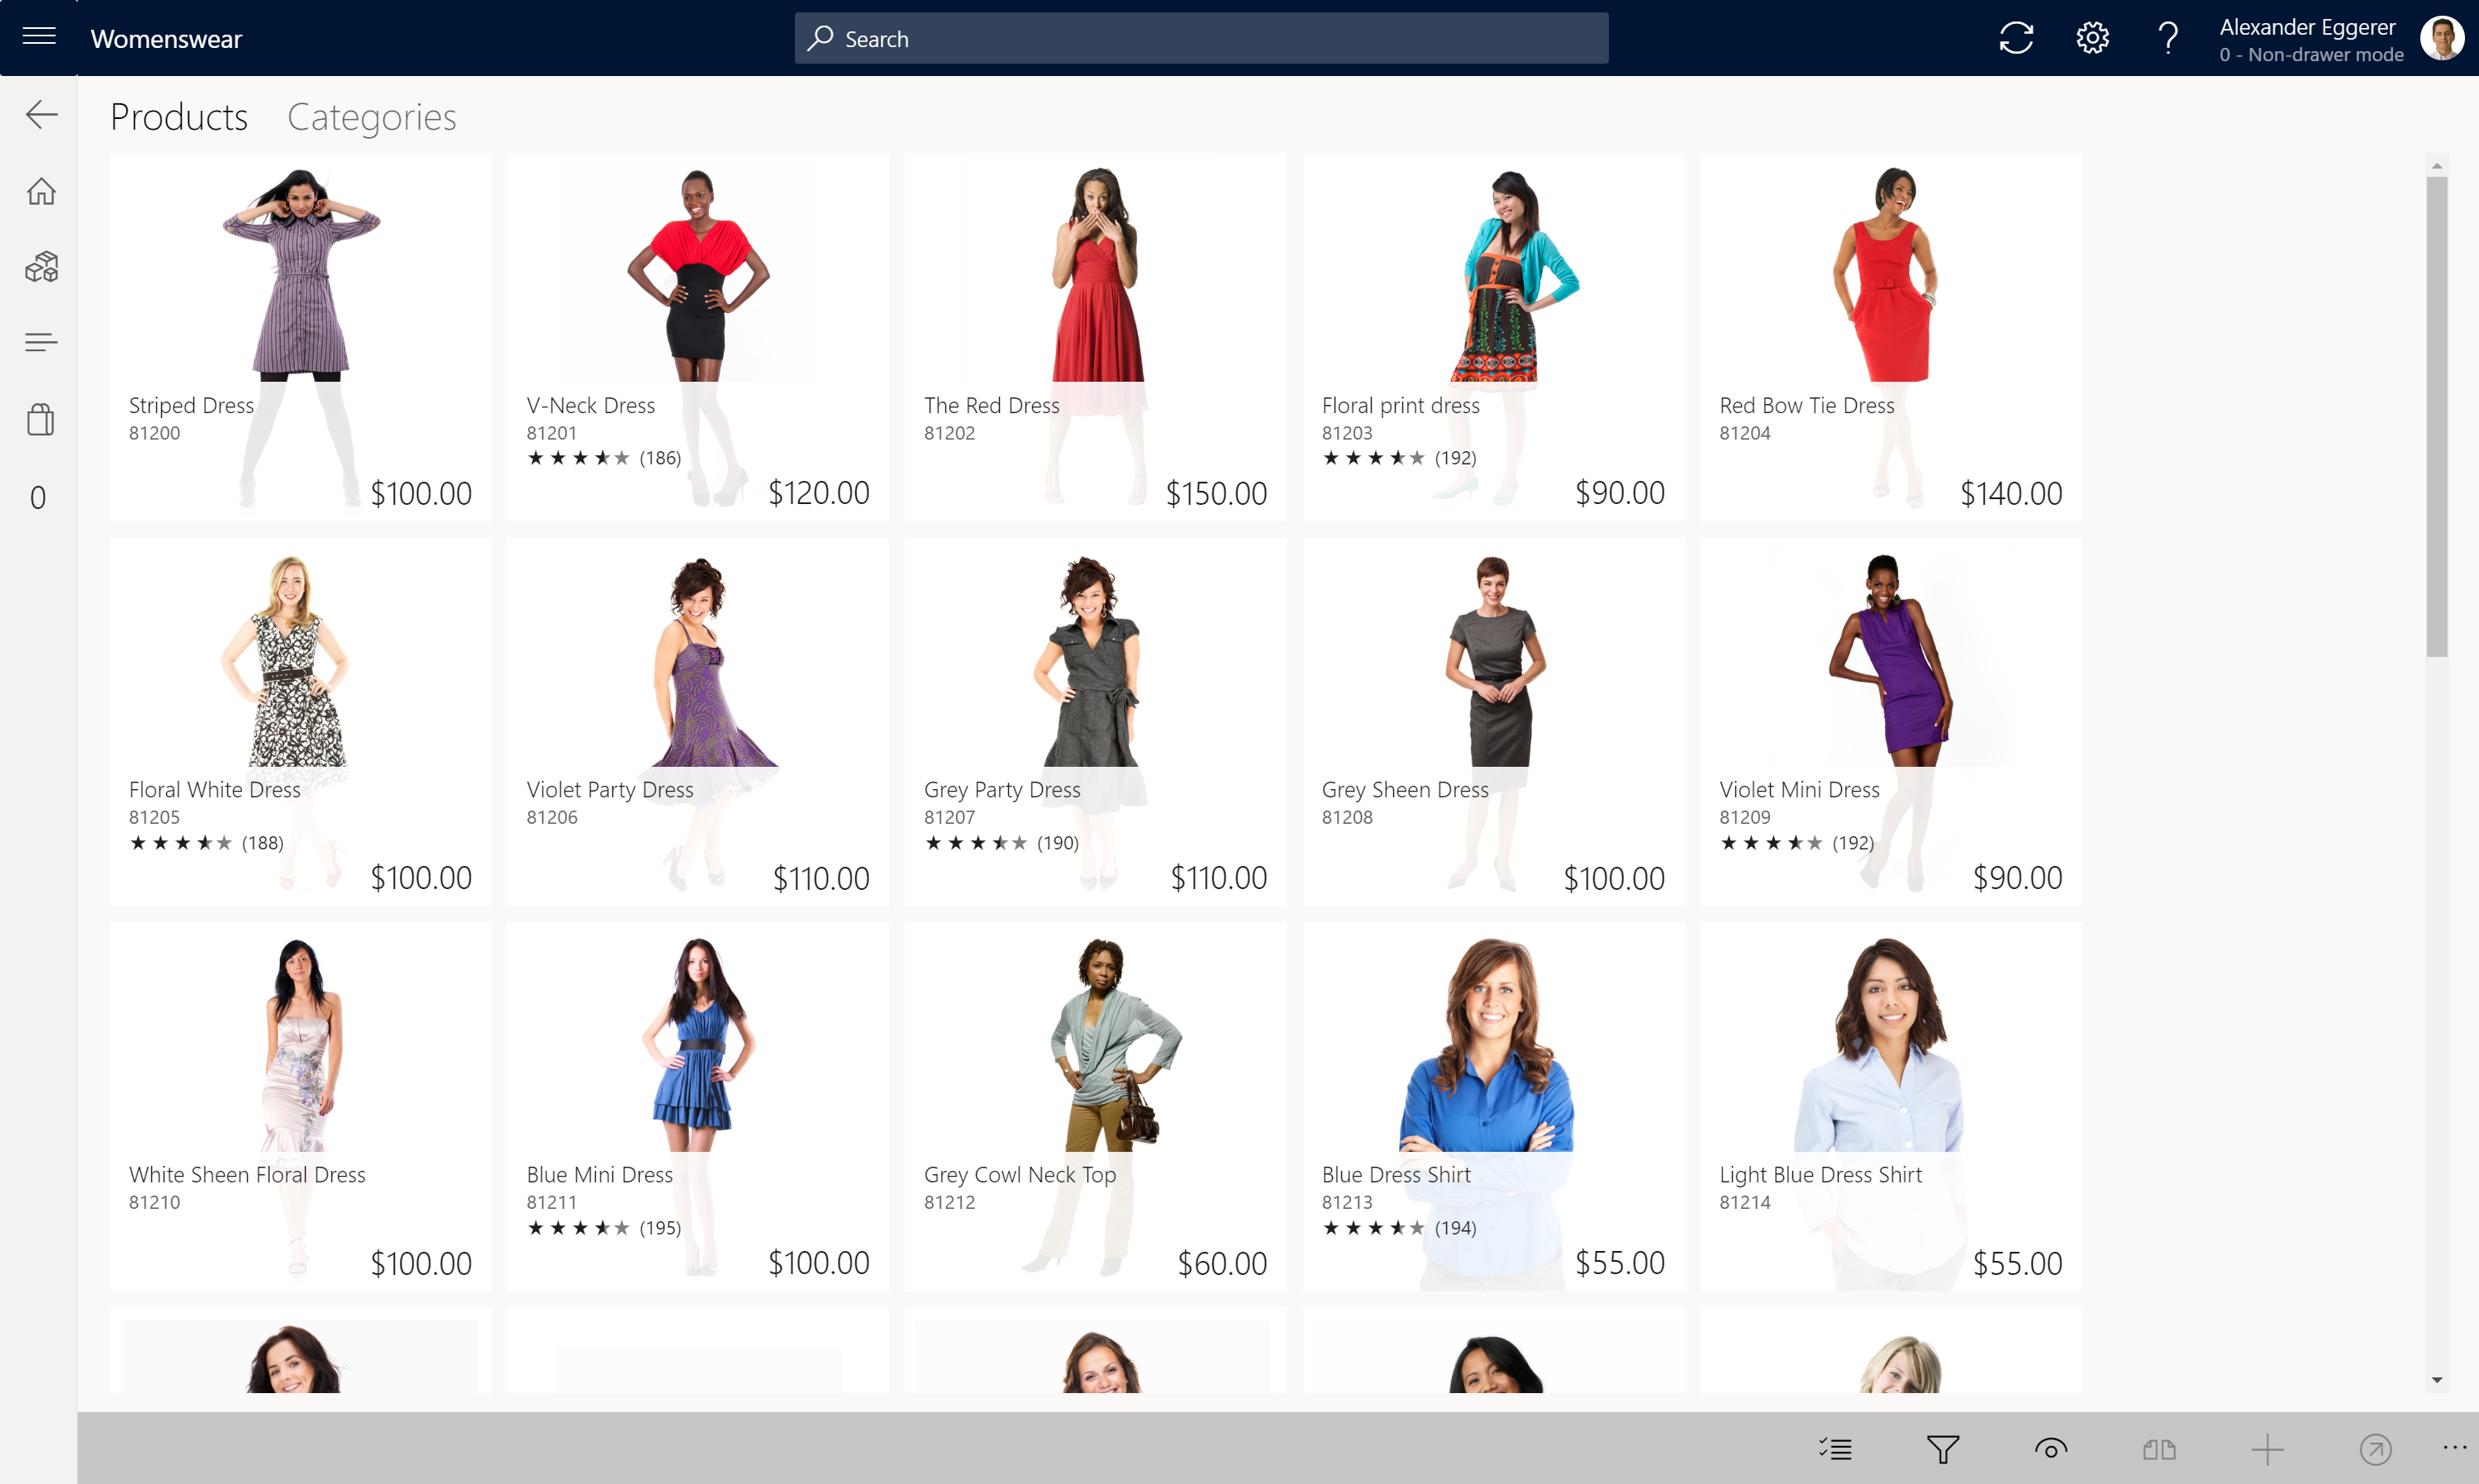 Womenswear
Search
Alexander Eggerer
0 - Non-drawer mode
Products
Categories
0
Striped Dress
81200
$100.00
V-Neck Dress
81201
(186)
$120.00
The Red Dress
81202
$150.00
Floral print dress
81203
(192)
$90.00
Red Bow Tie Dress
81204
$140.00
Floral White Dress
81205
(188)
$100.00
Violet Party Dress
81206
$110.00
Grey Party Dress
81207
(190)
$110.00
Grey Sheen Dress
81208
$100.00
Violet Mini Dress
81209
(192)
$90.00
White Sheen Floral Dress
81210
$100.00
Blue Mini Dress
81211
(195)
$100.00
Grey Cowl Neck Top
81212
$60.00
Blue Dress Shirt
81213
(194)
$55.00
Light Blue Dress Shirt
81214
$55.00